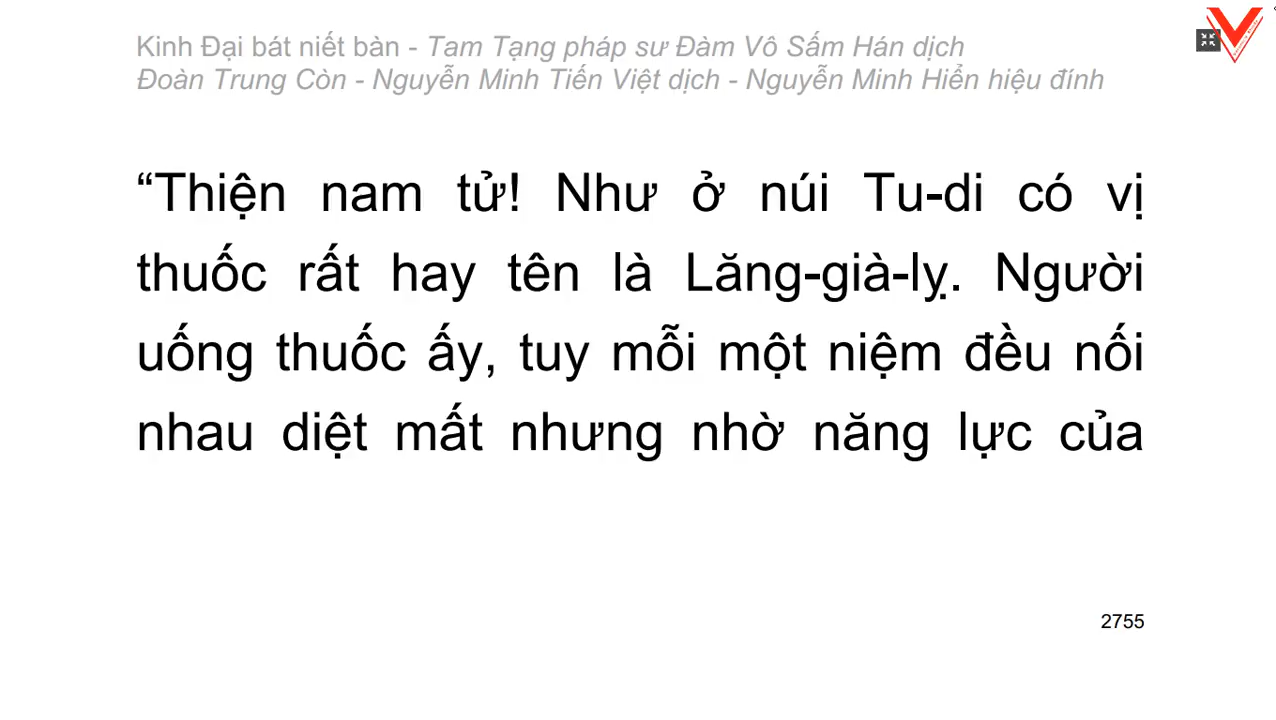 Kinh Đại bát niết bàn - Tam Tạng pháp sư Đàm Vô Sấm Hán dịch
Đoàn Trung Còn - Nguyễn Minh Tiến Việt dịch - Nguyễn Minh Hiển hiệu đính
“Thiện nam tử! Như ở núi Tu-di có vị
thuốc rất hay tên là Lăng-già-lỵ. Người
uống thuốc ấy, tuy mỗi một niệm đều nối
nhau diệt mất nhưng nhờ năng lực của
2755